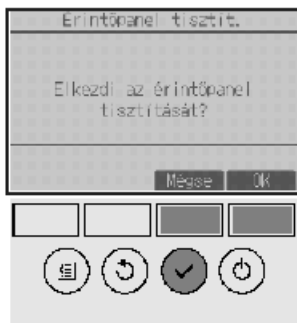 Érintőpanel tisztít.
Elkezdi az érintőpanel
tisztítását?
Mégse OK